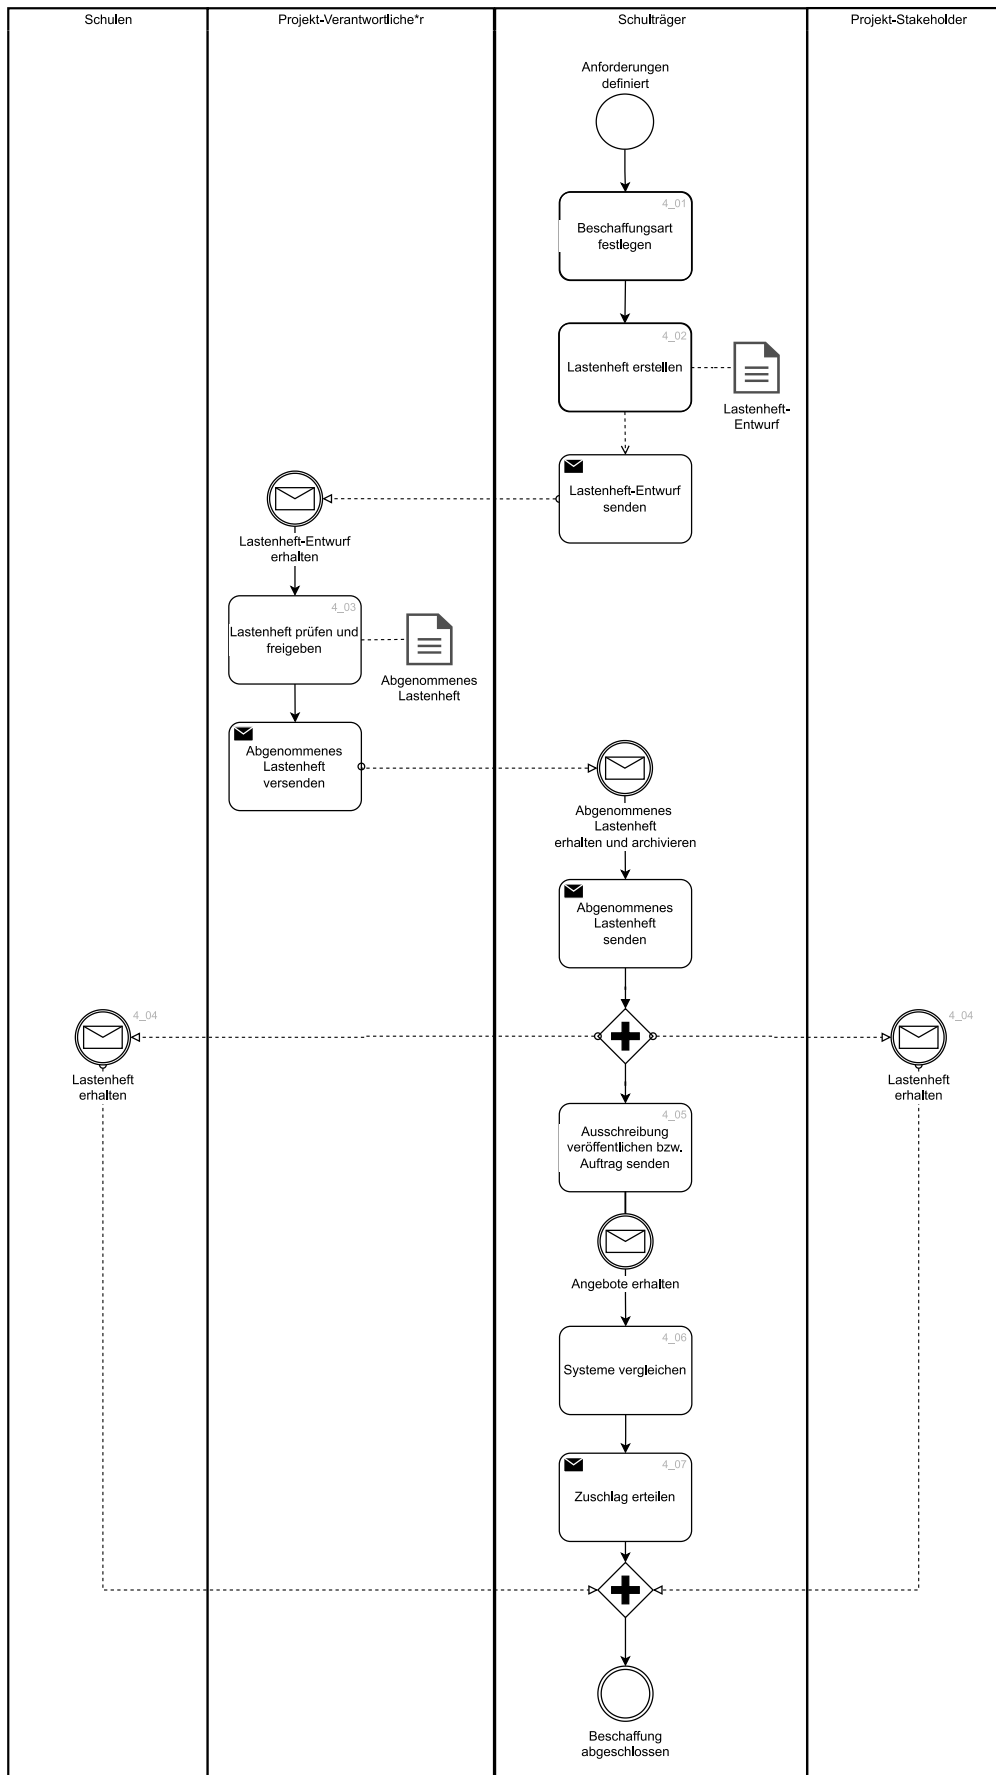 Schulen
Projekt-Verantwortliche*r
Schulträger
Projekt-Stakeholder
Anforderungen
definiert
4_01
Beschaffungsart
festlegen
4_02
Lastenheft erstellen
Lastenheft-
Entwurf
Lastenheft-Entwurf
senden
Lastenheft-Entwurf
erhalten
4_03
Lastenheft prüfen und
freigeben
Abgenommenes
Lastenheft
Abgenommenes
Lastenheft
versenden
Abgenommenes
Lastenheft
erhalten und archivieren
Abgenommenes
Lastenheft
senden
4_04
Lastenheft
erhalten
4_04
Lastenheft
erhalten
4_05
Ausschreibung
veröffentlichen bzw.
Auftrag senden
Angebote erhalten
4_06
Systeme vergleichen
4_07
Zuschlag erteilen
Beschaffung
abgeschlossen